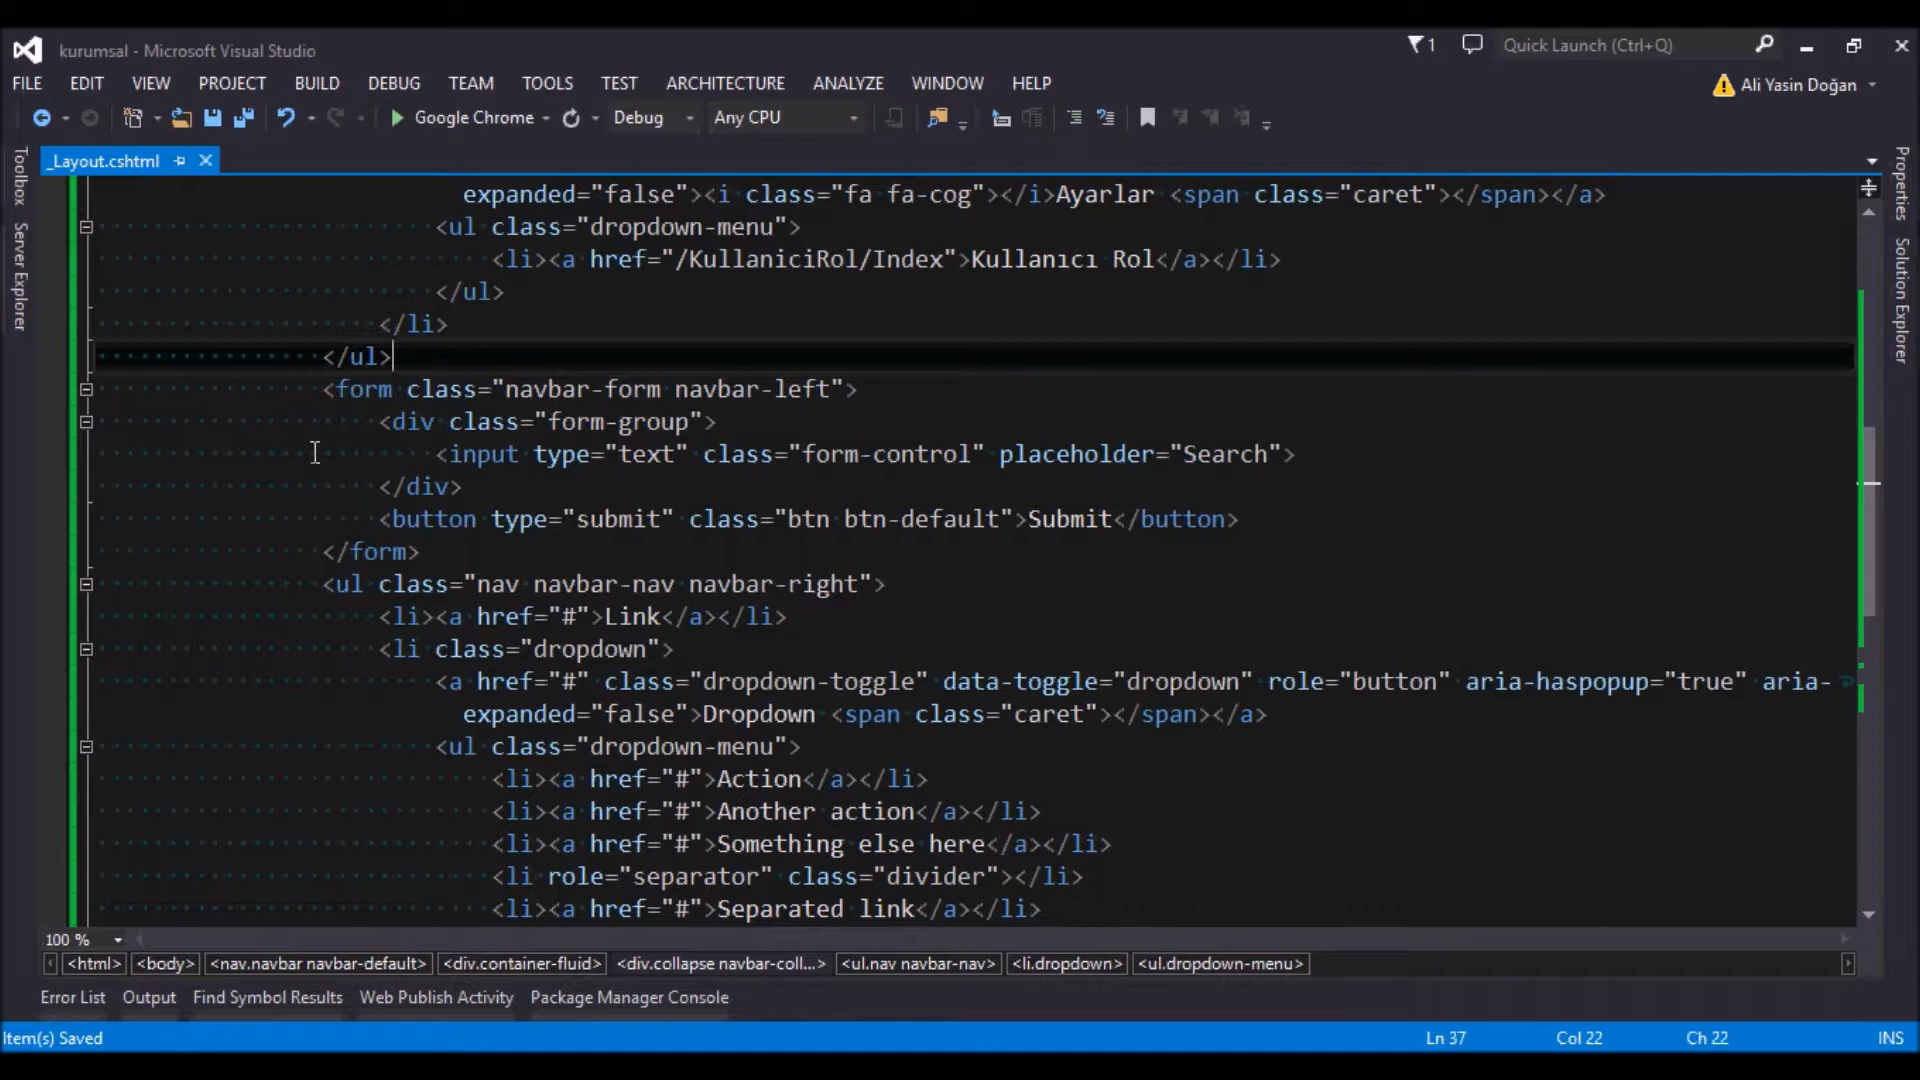 kurumsal - Microsoft Visual Studio
1
Quick Launch (Ctrl+Q)
FILE EDIT VIEW PROJECT BUILD DEBUG TEAM TOOLS TEST ARCHITECTURE ANALYZE WINDOW HELP
Ali Yasin Doğan
Google Chrome Debug Any CPU
Toolbox
Server Explorer
Properties
Solution Explorer
_Layout.cshtml
expanded="false"><i class="fa fa-cog"></i>Ayarlar <span class="caret"></span></a>
<ul class="dropdown-menu">
<li><a href="/KullaniciRol/Index">Kullanıcı Rol</a></li>
</ul>
</li>
</ul>
<form class="navbar-form navbar-left">
<div class="form-group">
<input type="text" class="form-control" placeholder="Search">
</div>
<button type="submit" class="btn btn-default">Submit</button>
</form>
<ul class="nav navbar-nav navbar-right">
<li><a href="#">Link</a></li>
<li class="dropdown">
<a href="#" class="dropdown-toggle" data-toggle="dropdown" role="button" aria-haspopup="true" aria-
expanded="false">Dropdown <span class="caret"></span></a>
<ul class="dropdown-menu">
<li><a href="#">Action</a></li>
<li><a href="#">Another action</a></li>
<li><a href="#">Something else here</a></li>
<li role="separator" class="divider"></li>
<li><a href="#">Separated link</a></li>
100 %
<html> <body> <nav.navbar navbar-default> <div.container-fluid> <div.collapse navbar-coll...> <ul.nav navbar-nav> <li.dropdown> <ul.dropdown-menu>
Error List Output Find Symbol Results Web Publish Activity Package Manager Console
Item(s) Saved Ln 37 Col 22 Ch 22 INS